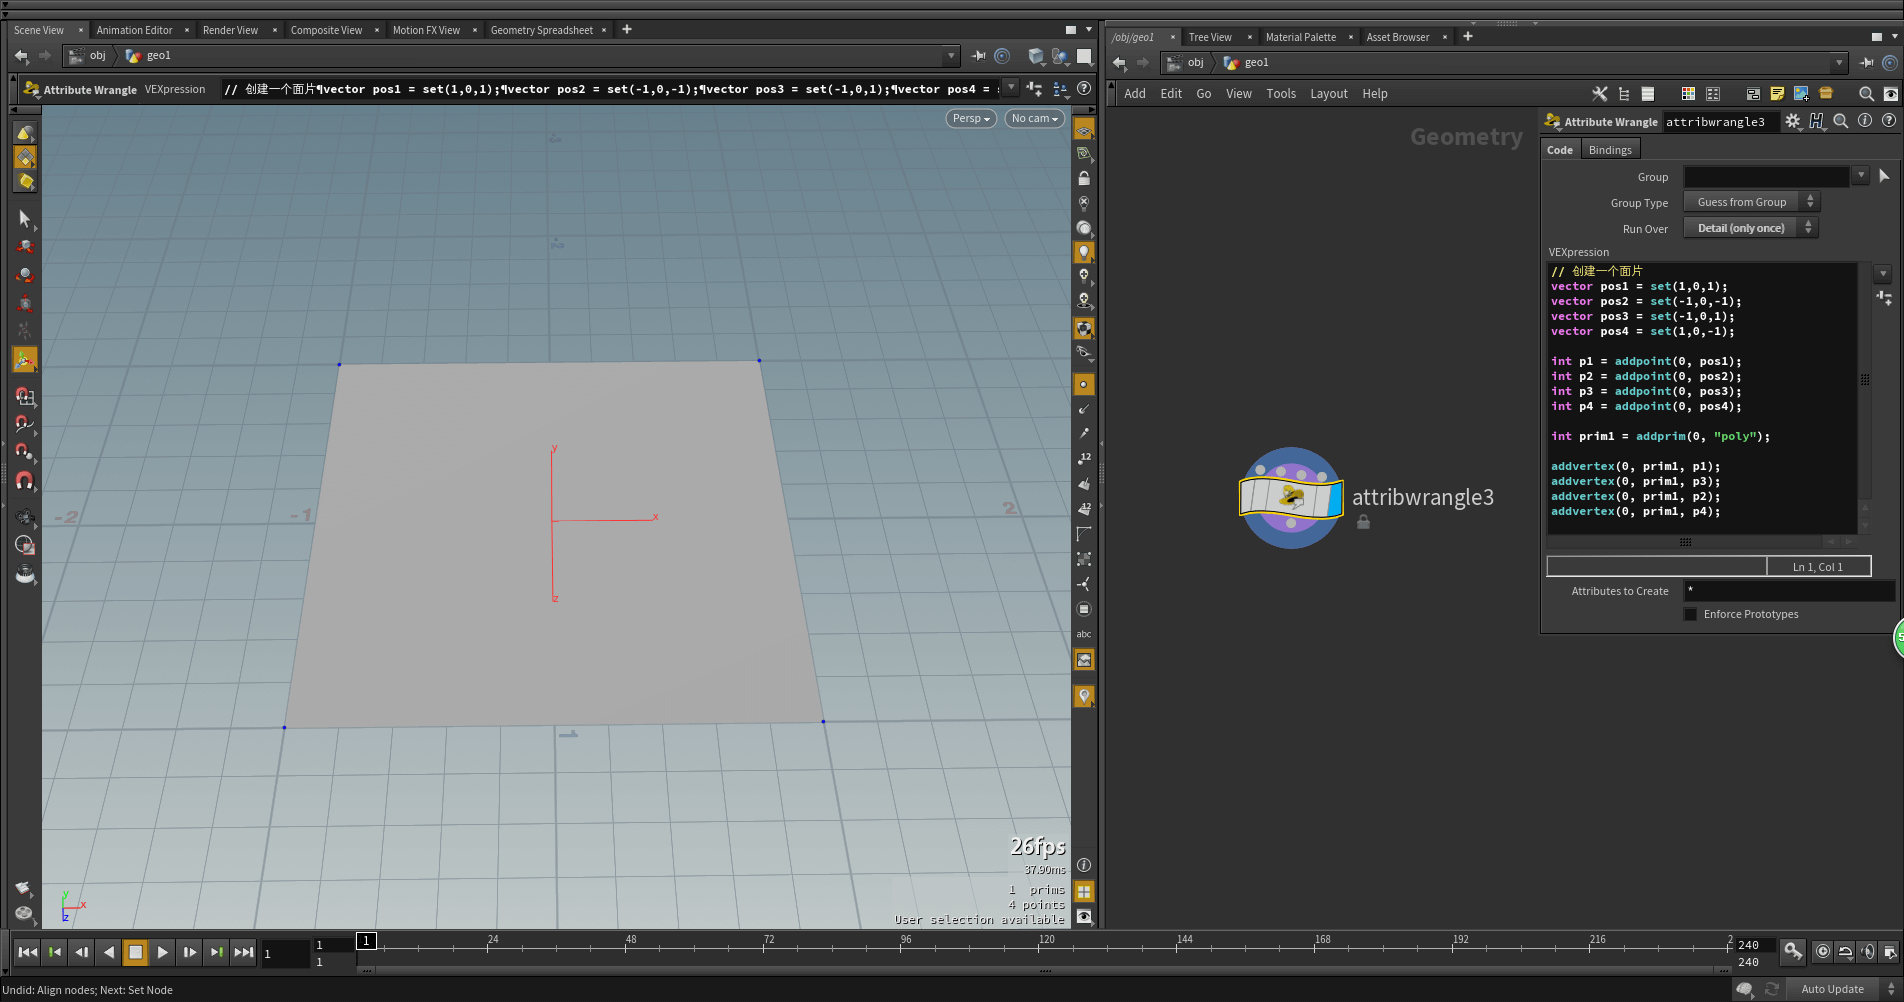 Scene View
Animation Editor
Render View
Composite View
Motion FX View
Geometry Spreadsheet
obj
geo1
Attribute Wrangle
VEXpression
// 创建一个面片¶vector pos1 = set(1,0,1);¶vector pos2 = set(-1,0,-1);¶vector pos3 = set(-1,0,1);¶vector pos4 =
Persp
No cam
-2
-1
2
1
y
x
z
12
12
abc
26fps
37.90ms
1 prims
4 points
User selection available
y
x
z
/obj/geo1
Tree View
Material Palette
Asset Browser
obj
geo1
Add
Edit
Go
View
Tools
Layout
Help
Geometry
Attribute Wrangle
attribwrangle3
Code
Bindings
Group
Group Type
Guess from Group
Run Over
Detail (only once)
VEXpression
// 创建一个面片
vector pos1 = set(1,0,1);
vector pos2 = set(-1,0,-1);
vector pos3 = set(-1,0,1);
vector pos4 = set(1,0,-1);
int p1 = addpoint(0, pos1);
int p2 = addpoint(0, pos2);
int p3 = addpoint(0, pos3);
int p4 = addpoint(0, pos4);
int prim1 = addprim(0, "poly");
addvertex(0, prim1, p1);
addvertex(0, prim1, p3);
addvertex(0, prim1, p2);
addvertex(0, prim1, p4);
Ln 1, Col 1
Attributes to Create
*
Enforce Prototypes
attribwrangle3
1
1
1
1
24
48
72
96
120
144
168
192
216
2
240
240
Undid: Align nodes; Next: Set Node
Auto Update